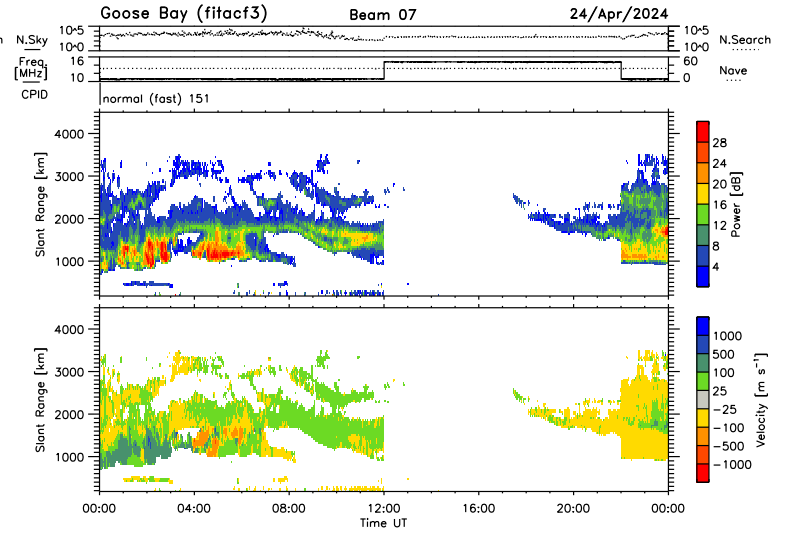 Goose Bay (fitacf3) Beam 07 24/Apr/2024
N.Sky 10^5 10^0 10^5 10^0 N.Search
Freq. [MHz] 16 10 60 0 Nave
CPID normal (fast) 151
Slant Range [km]
4000
3000
2000
1000
28
24
20
16
12
8
4
Power [dB]
Slant Range [km]
4000
3000
2000
1000
1000
500
100
25
−25
−100
−500
−1000
Velocity [m s⁻¹]
00:00 04:00 08:00 12:00 16:00 20:00 00:00
Time UT